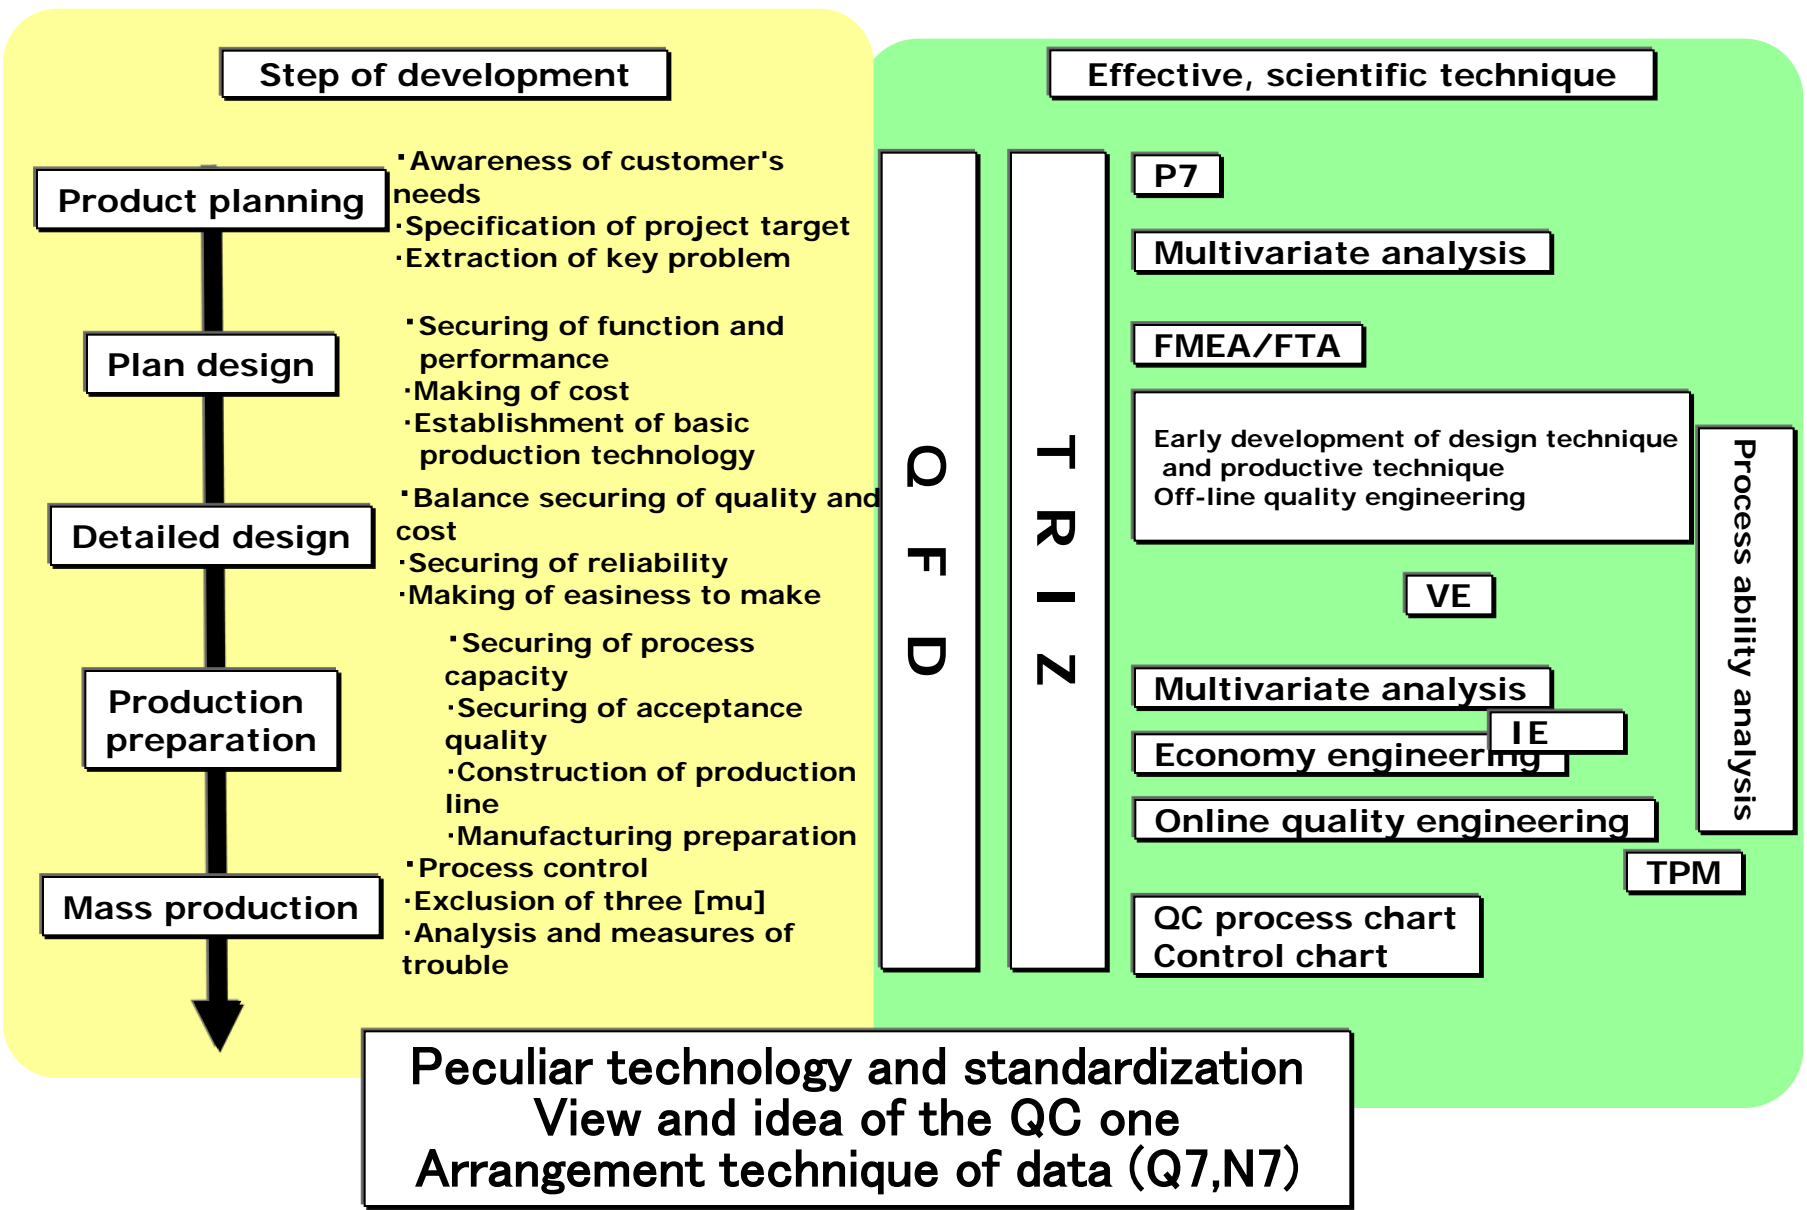 Step of development
Effective, scientific technique
Product planning
·Awareness of customer's
needs
·Specification of project target
·Extraction of key problem
Plan design
·Securing of function and
performance
·Making of cost
·Establishment of basic
production technology
Detailed design
·Balance securing of quality and
cost
·Securing of reliability
·Making of easiness to make
Production
preparation
·Securing of process
capacity
·Securing of acceptance
quality
·Construction of production
line
·Manufacturing preparation
Mass production
·Process control
·Exclusion of three [mu]
·Analysis and measures of
trouble
QFD
TRIZ
P7
Multivariate analysis
FMEA/FTA
Early development of design technique
and productive technique
Off-line quality engineering
Process ability analysis
VE
Multivariate analysis
IE
Economy engineering
Online quality engineering
TPM
QC process chart
Control chart
Peculiar technology and standardization
View and idea of the QC one
Arrangement technique of data (Q7,N7)